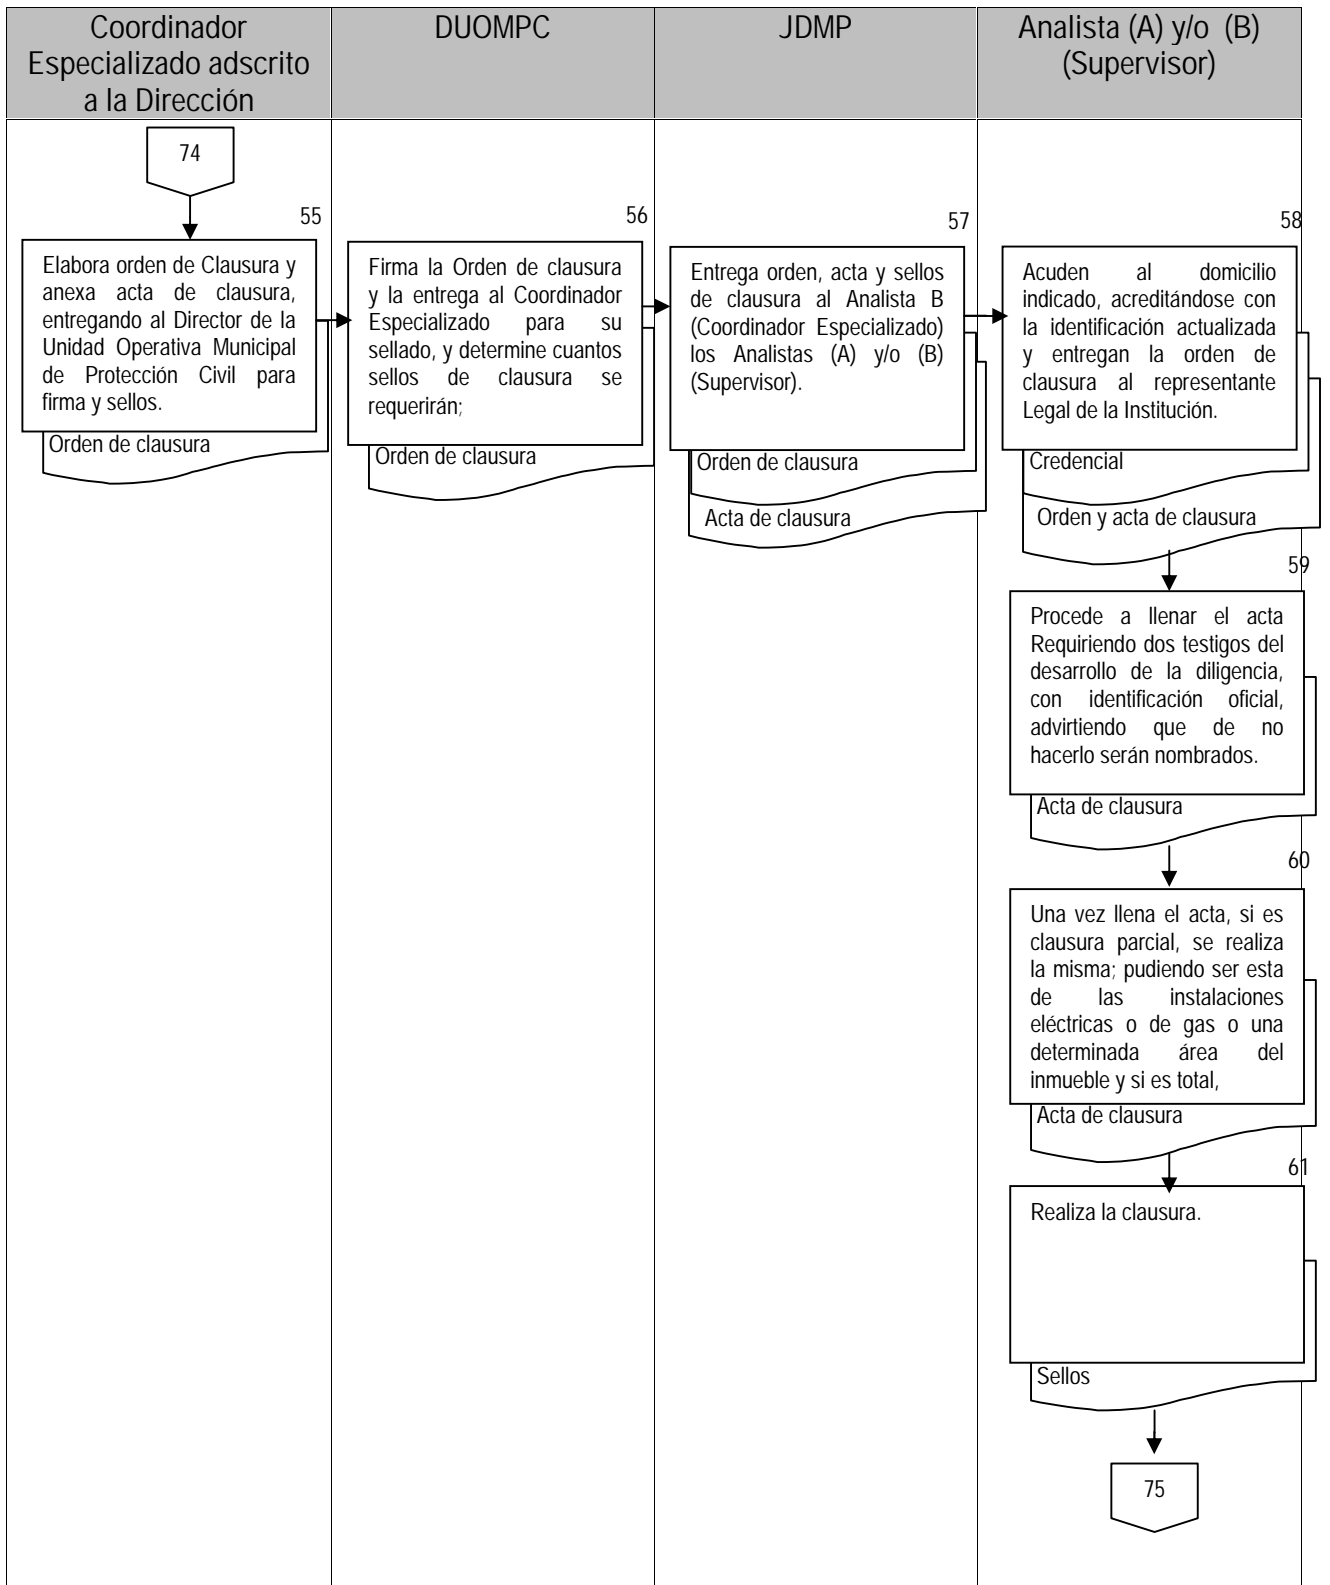 Coordinador
Especializado adscrito
a la Dirección
DUOMPC
JDMP
Analista (A) y/o (B)
(Supervisor)
74
55
Elabora orden de Clausura y
anexa acta de clausura,
entregando al Director de la
Unidad Operativa Municipal
de Protección Civil para
firma y sellos.
Orden de clausura
56
Firma la Orden de clausura
y la entrega al Coordinador
Especializado para su
sellado, y determine cuantos
sellos de clausura se
requerirán;
Orden de clausura
57
Entrega orden, acta y sellos
de clausura al Analista B
(Coordinador Especializado)
los Analistas (A) y/o (B)
(Supervisor).
Orden de clausura
Acta de clausura
58
Acuden al domicilio
indicado, acreditándose con
la identificación actualizada
y entregan la orden de
clausura al representante
Legal de la Institución.
Credencial
Orden y acta de clausura
59
Procede a llenar el acta
Requiriendo dos testigos del
desarrollo de la diligencia,
con identificación oficial,
advirtiendo que de no
hacerlo serán nombrados.
Acta de clausura
60
Una vez llena el acta, si es
clausura parcial, se realiza
la misma; pudiendo ser esta
de las instalaciones
eléctricas o de gas o una
determinada área del
inmueble y si es total,
Acta de clausura
61
Realiza la clausura.
Sellos
75